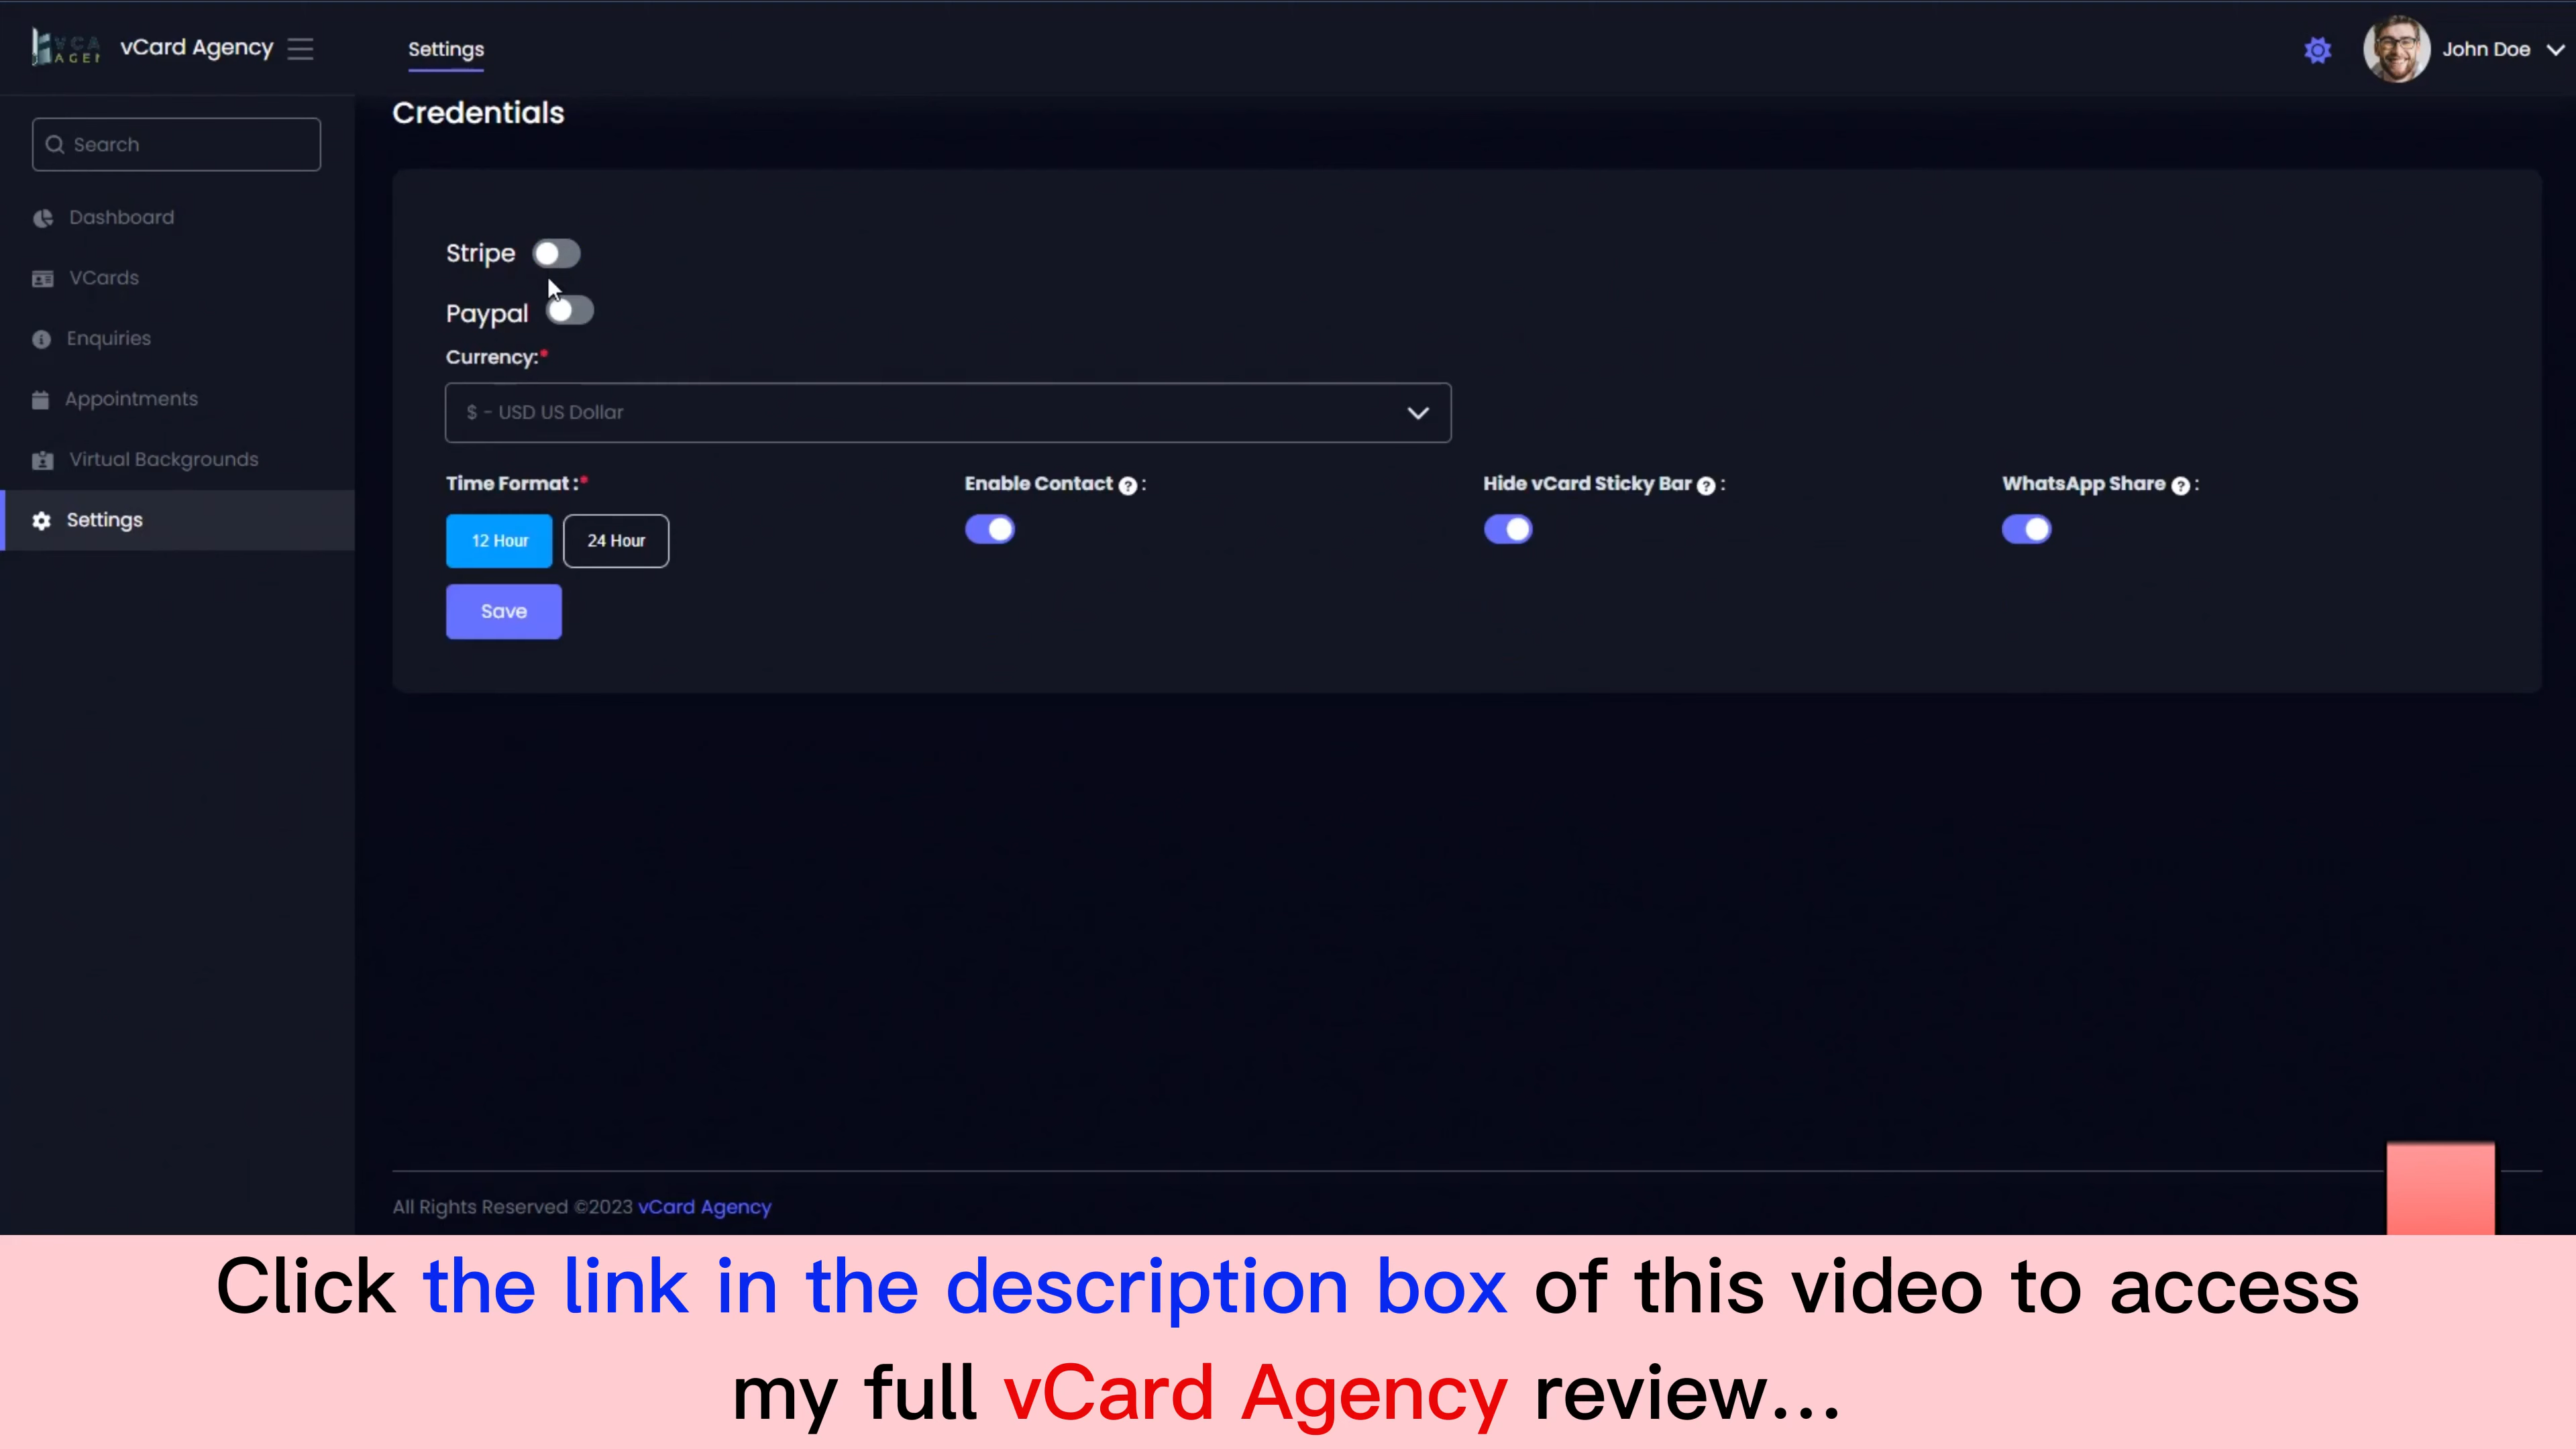 VCA
AGEN
vCard Agency
Settings
John Doe
Search
Dashboard
VCards
Enquiries
Appointments
Virtual Backgrounds
Settings
Credentials
Stripe
Paypal
Currency:*
$ - USD US Dollar
Time Format :*
12 Hour
24 Hour
Enable Contact ? :
Hide vCard Sticky Bar ? :
WhatsApp Share ? :
Save
All Rights Reserved ©2023 vCard Agency
Click the link in the description box of this video to access
my full vCard Agency review...